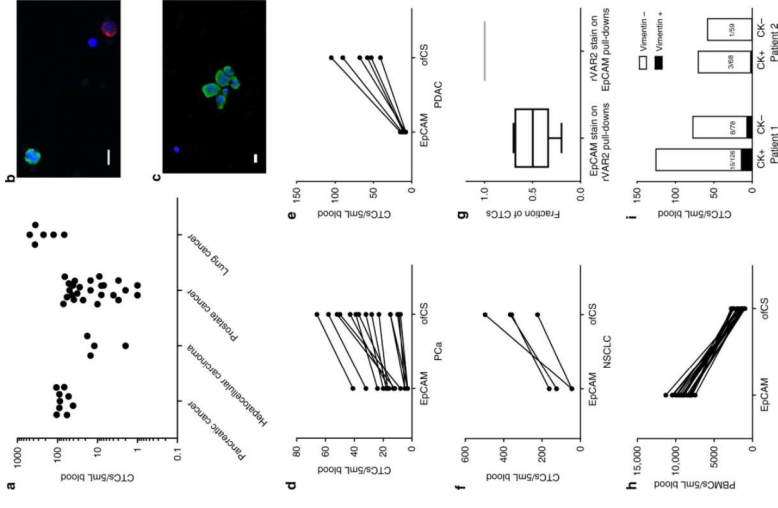 a
1000
100
10
1
0.1
CTCs/5mL blood
Pancreatic cancer
Hepatocellular carcinoma
Prostate cancer
Lung cancer
b
c
d
80
60
40
20
0
CTCs/5mL blood
EpCAM
ofCS
PCa
e
150
100
50
0
CTCs/5mL blood
EpCAM
ofCS
PDAC
f
600
400
200
0
CTCs/5mL blood
EpCAM
ofCS
NSCLC
g
1.0
0.5
0.0
Fraction of CTCs
EpCAM stain on
rVAR2 pull-downs
rVAR2 stain on
EpCAM pull-downs
h
15,000
10,000
5000
0
PBMCs/5mL blood
EpCAM
ofCS
i
150
100
50
0
CTCs/5mL blood
Vimentin –
Vimentin +
15/126
8/78
3/68
1/59
CK+
CK–
CK+
CK–
Patient 1
Patient 2